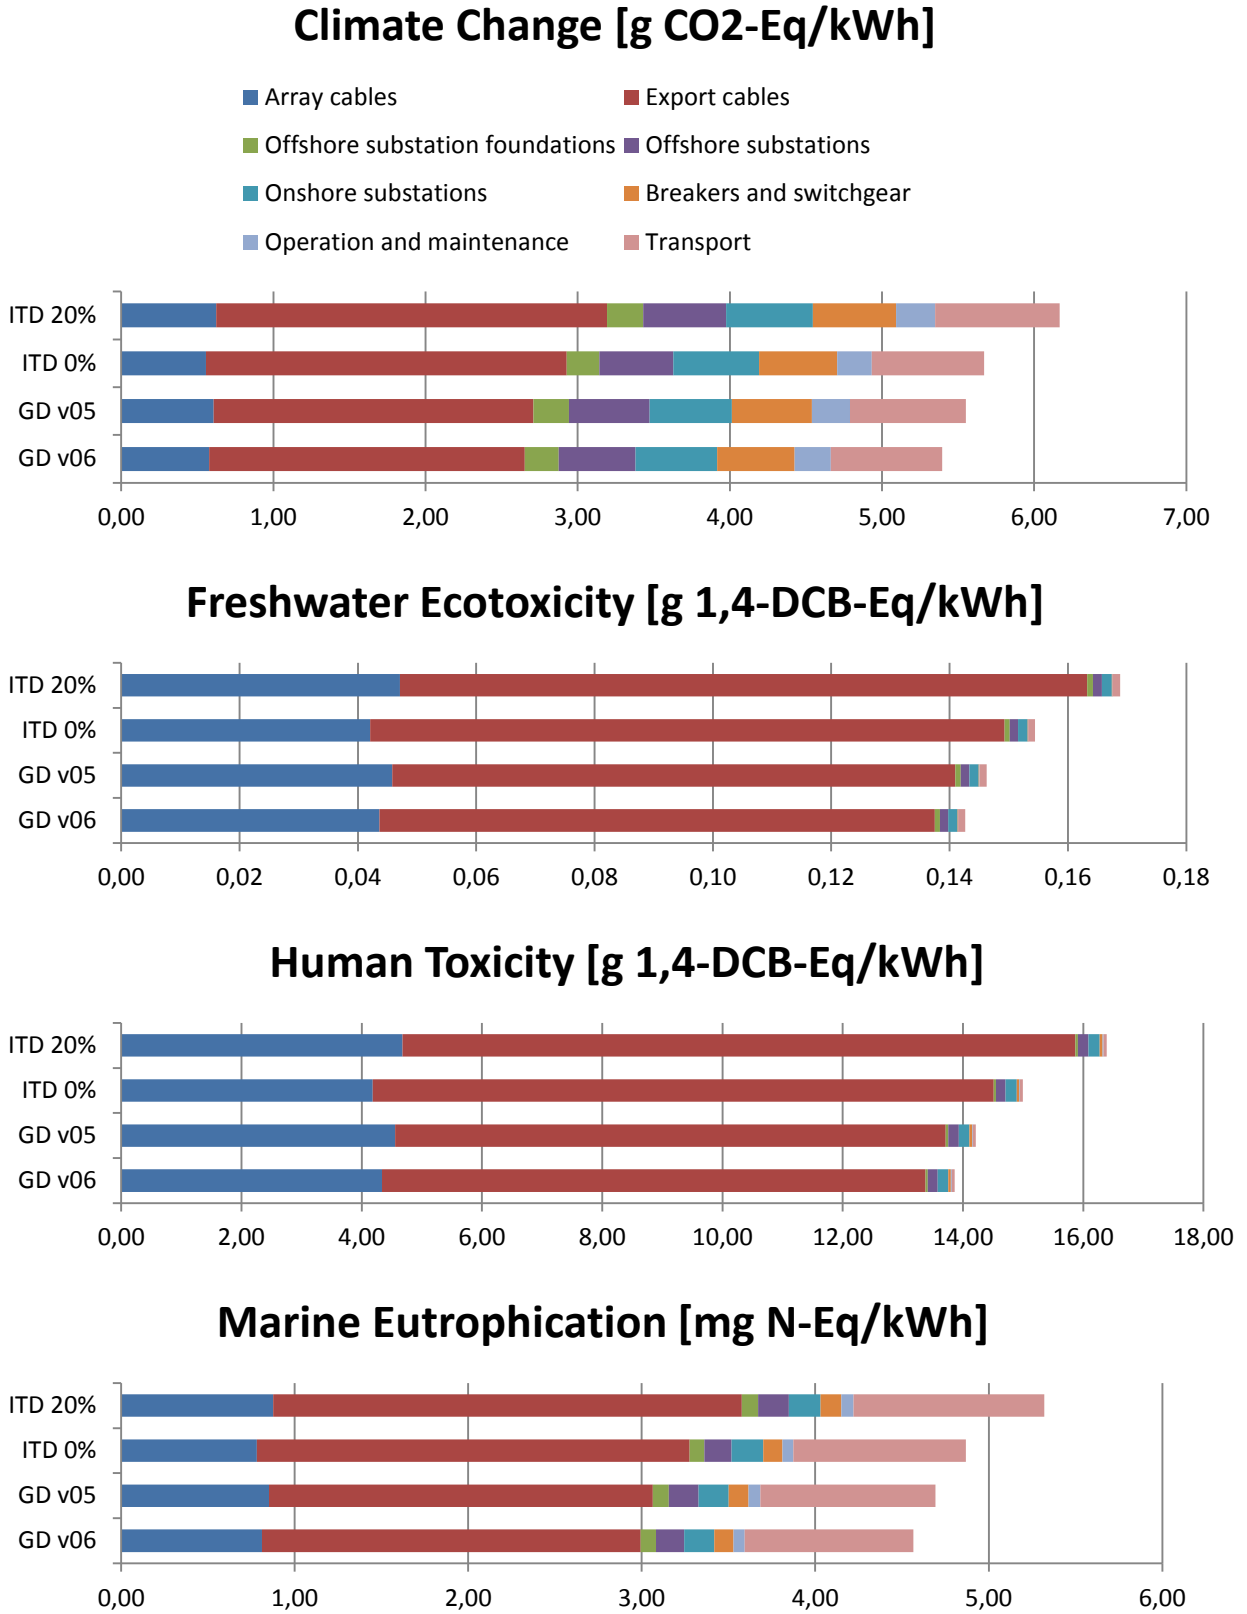 Climate Change [g CO2-Eq/kWh]
Array cables
Export cables
Offshore substation foundations
Offshore substations
Onshore substations
Breakers and switchgear
Operation and maintenance
Transport
ITD 20%
ITD 0%
GD v05
GD v06
0,00 1,00 2,00 3,00 4,00 5,00 6,00 7,00
Freshwater Ecotoxicity [g 1,4-DCB-Eq/kWh]
ITD 20%
ITD 0%
GD v05
GD v06
0,00 0,02 0,04 0,06 0,08 0,10 0,12 0,14 0,16 0,18
Human Toxicity [g 1,4-DCB-Eq/kWh]
ITD 20%
ITD 0%
GD v05
GD v06
0,00 2,00 4,00 6,00 8,00 10,00 12,00 14,00 16,00 18,00
Marine Eutrophication [mg N-Eq/kWh]
ITD 20%
ITD 0%
GD v05
GD v06
0,00 1,00 2,00 3,00 4,00 5,00 6,00